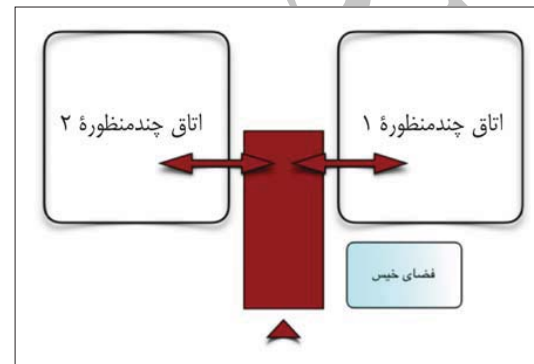 اتاق چندمنظورهٔ ۱
اتاق چندمنظورهٔ ۲
فضای خیس